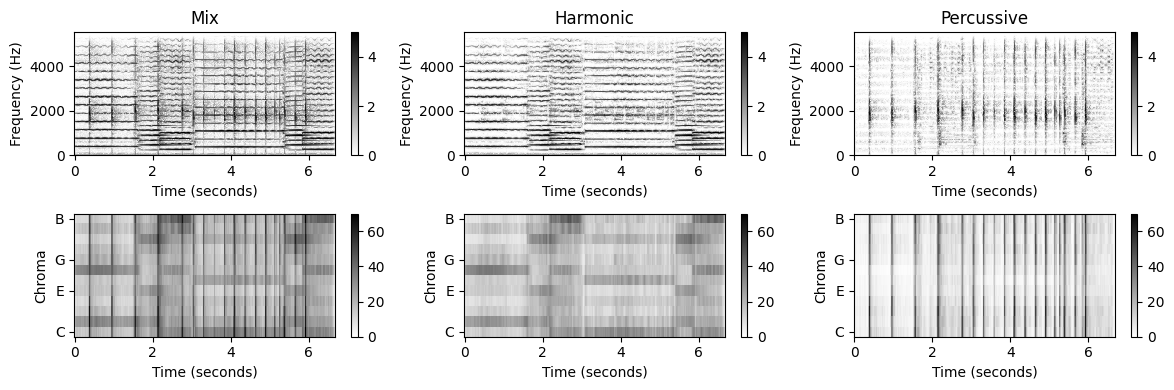 Mix
Harmonic
Percussive
Frequency (Hz)
4000
2000
0
0 2 4 6
Time (seconds)
4
2
0
Frequency (Hz)
4000
2000
0
0 2 4 6
Time (seconds)
4
2
0
Frequency (Hz)
4000
2000
0
0 2 4 6
Time (seconds)
4
2
0
Chroma
B
G
E
C
0 2 4 6
Time (seconds)
60
40
20
0
Chroma
B
G
E
C
0 2 4 6
Time (seconds)
60
40
20
0
Chroma
B
G
E
C
0 2 4 6
Time (seconds)
60
40
20
0